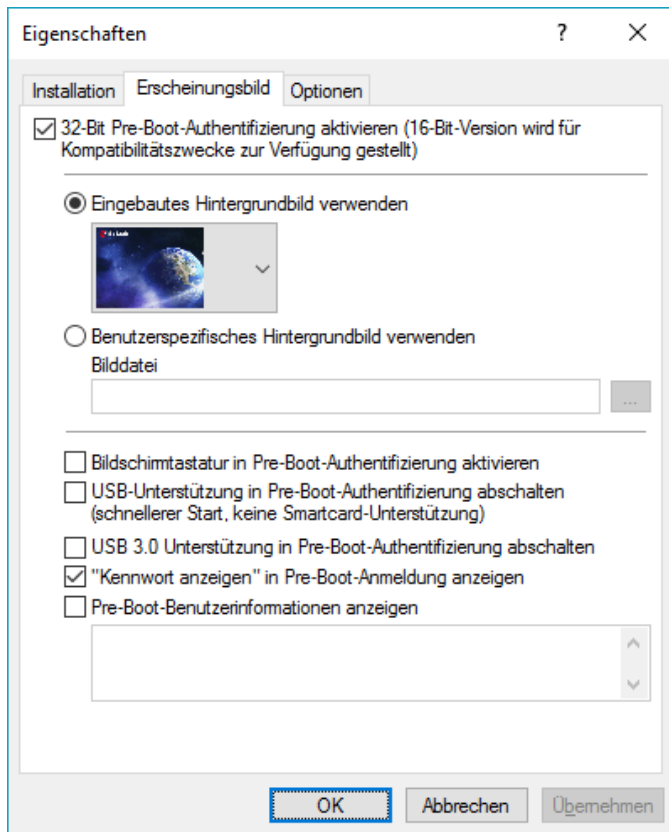 Eigenschaften
?
Installation
Erscheinungsbild
Optionen
32-Bit Pre-Boot-Authentifizierung aktivieren (16-Bit-Version wird für
Kompatibilitätszwecke zur Verfügung gestellt)
Eingebautes Hintergrundbild verwenden
Benutzerspezifisches Hintergrundbild verwenden
Bilddatei
...
Bildschirmtastatur in Pre-Boot-Authentifizierung aktivieren
USB-Unterstützung in Pre-Boot-Authentifizierung abschalten
(schnellerer Start, keine Smartcard-Unterstützung)
USB 3.0 Unterstützung in Pre-Boot-Authentifizierung abschalten
"Kennwort anzeigen" in Pre-Boot-Anmeldung anzeigen
Pre-Boot-Benutzerinformationen anzeigen
OK
Abbrechen
Übernehmen